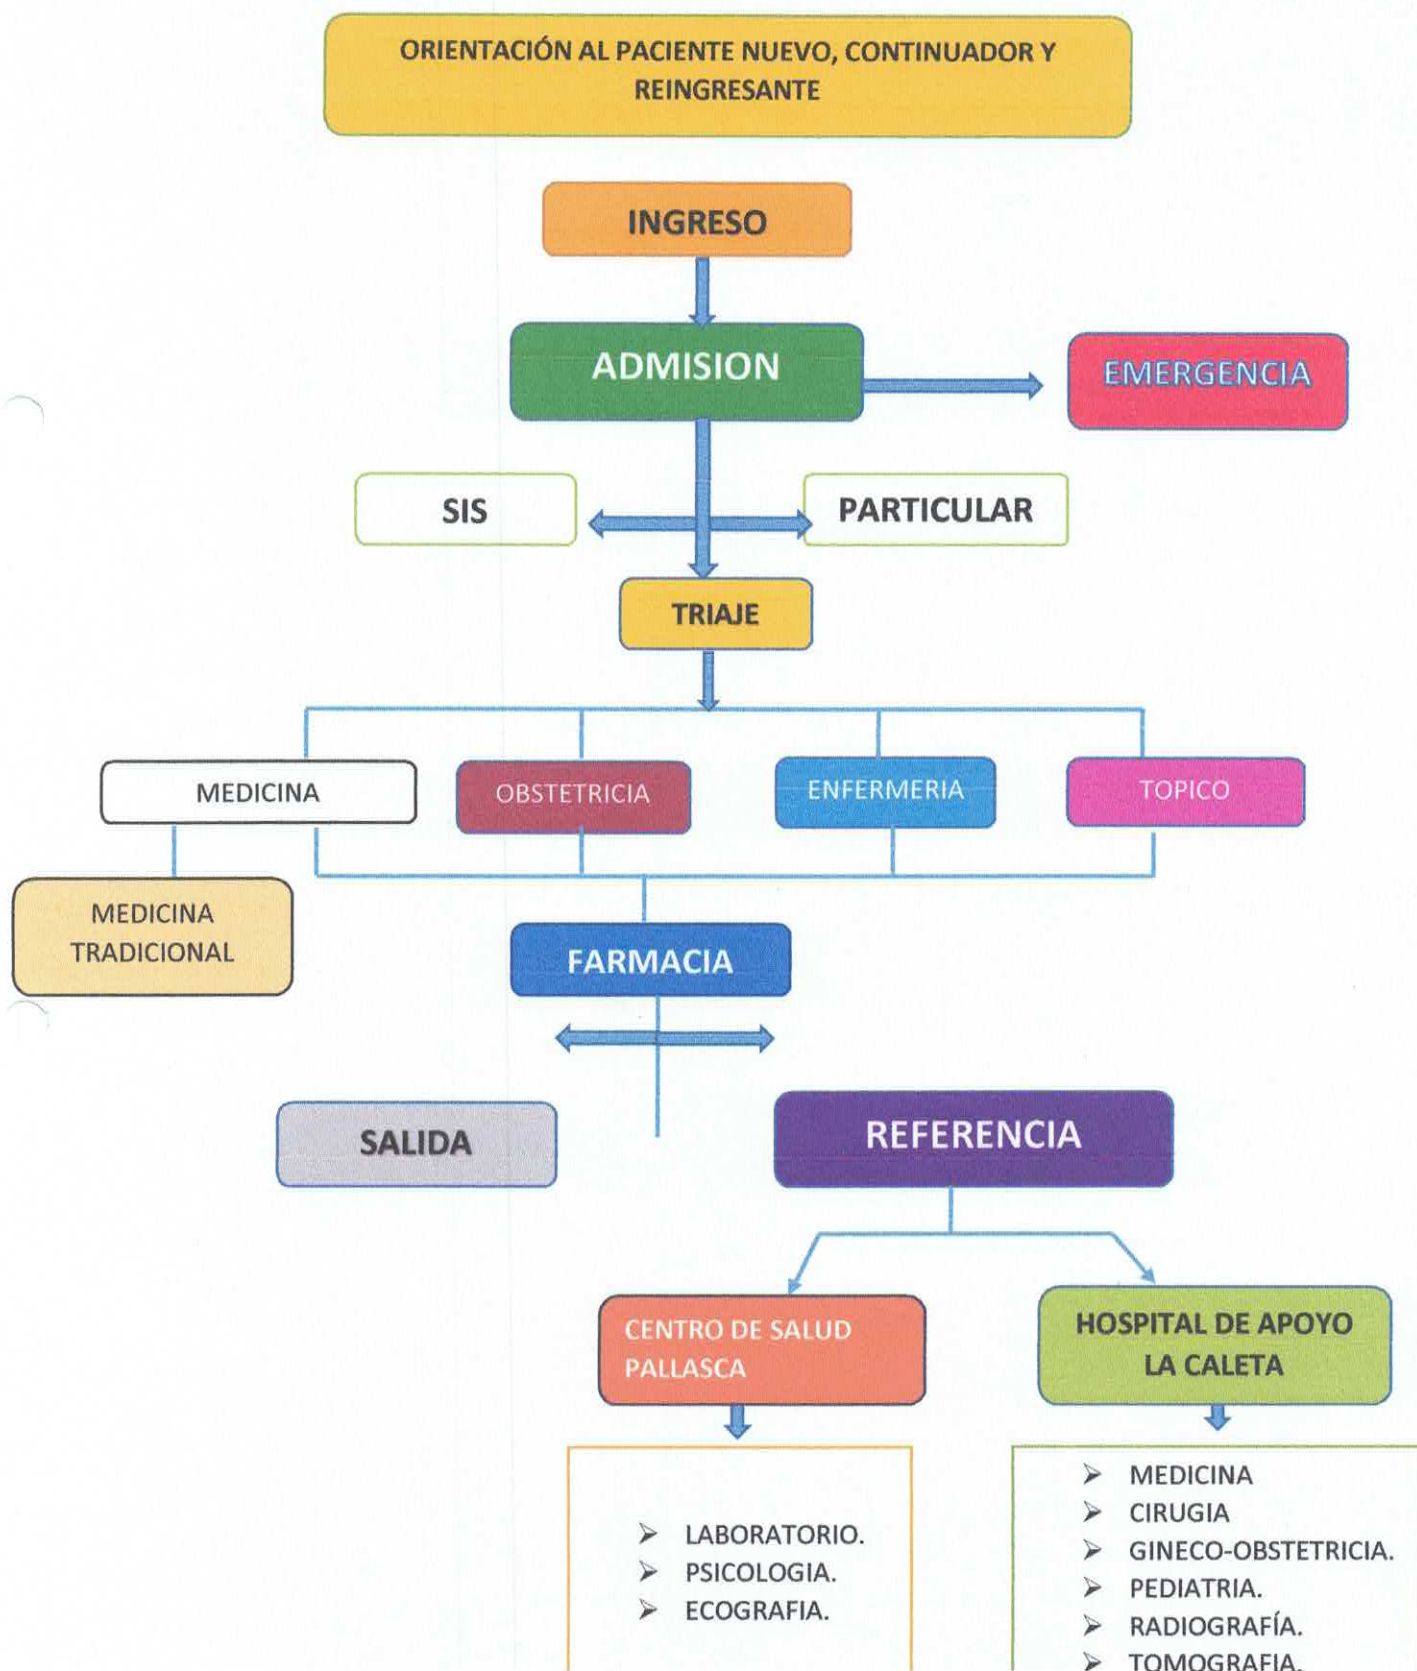 ORIENTACIÓN AL PACIENTE NUEVO, CONTINUADOR Y
REINGRESANTE
INGRESO
ADMISION
EMERGENCIA
SIS
PARTICULAR
TRIAJE
MEDICINA
OBSTETRICIA
ENFERMERIA
TOPICO
MEDICINA
TRADICIONAL
FARMACIA
SALIDA
REFERENCIA
CENTRO DE SALUD
PALLASCA
HOSPITAL DE APOYO
LA CALETA
➢ LABORATORIO.
➢ PSICOLOGIA.
➢ ECOGRAFIA.
➢ MEDICINA
➢ CIRUGIA
➢ GINECO-OBSTETRICIA.
➢ PEDIATRIA.
➢ RADIOGRAFÍA.
➢ TOMOGRAFIA.